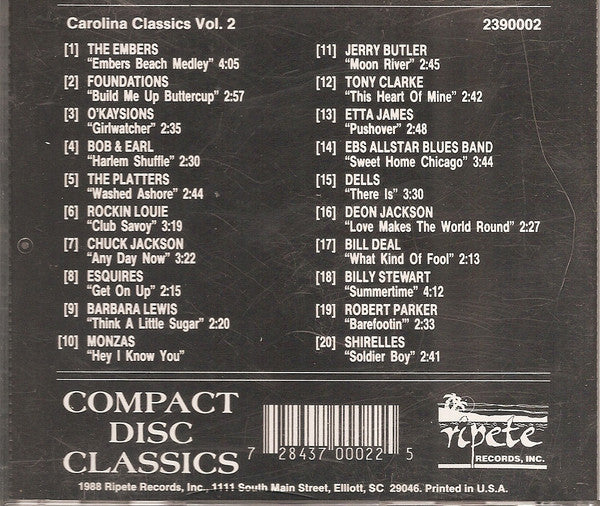 Carolina Classics Vol. 2 2390002
[1] THE EMBERS
"Embers Beach Medley" 4:05
[2] FOUNDATIONS
"Build Me Up Buttercup" 2:57
[3] O'KAYSIONS
"Girlwatcher" 2:35
[4] BOB & EARL
"Harlem Shuffle" 2:30
[5] THE PLATTERS
"Washed Ashore" 2:44
[6] ROCKIN LOUIE
"Club Savoy" 3:19
[7] CHUCK JACKSON
"Any Day Now" 3:22
[8] ESQUIRES
"Get On Up" 2:15
[9] BARBARA LEWIS
"Think A Little Sugar" 2:20
[10] MONZAS
"Hey I Know You"
[11] JERRY BUTLER
"Moon River" 2:45
[12] TONY CLARKE
"This Heart Of Mine" 2:42
[13] ETTA JAMES
"Pushover" 2:48
[14] EBS ALLSTAR BLUES BAND
"Sweet Home Chicago" 3:44
[15] DELLS
"There Is" 3:30
[16] DEON JACKSON
"Love Makes The World Round" 2:27
[17] BILL DEAL
"What Kind Of Fool" 2:13
[18] BILLY STEWART
"Summertime" 4:12
[19] ROBERT PARKER
"Barefootin'" 2:33
[20] SHIRELLES
"Soldier Boy" 2:41
COMPACT
DISC
CLASSICS
7 28437 00022 5
ripete
RECORDS, INC.
1988 Ripete Records, Inc., 1111 South Main Street, Elliott, SC 29046. Printed in U.S.A.